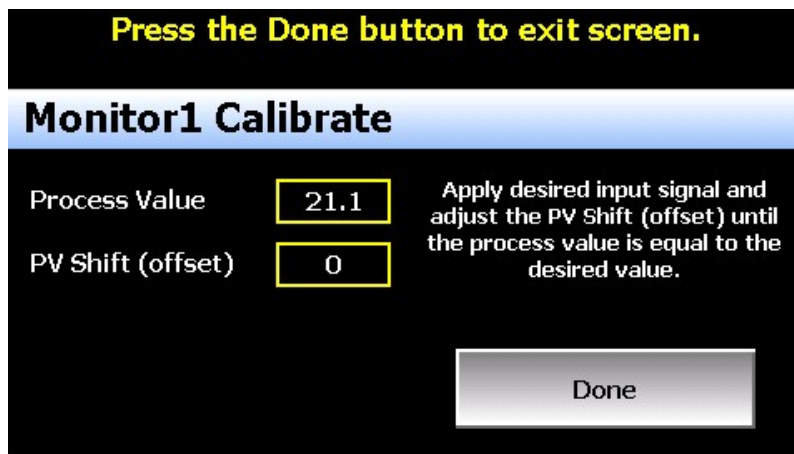 Press the Done button to exit screen.
Monitor1 Calibrate
Process Value 21.1
PV Shift (offset) 0
Apply desired input signal and
adjust the PV Shift (offset) until
the process value is equal to the
desired value.
Done